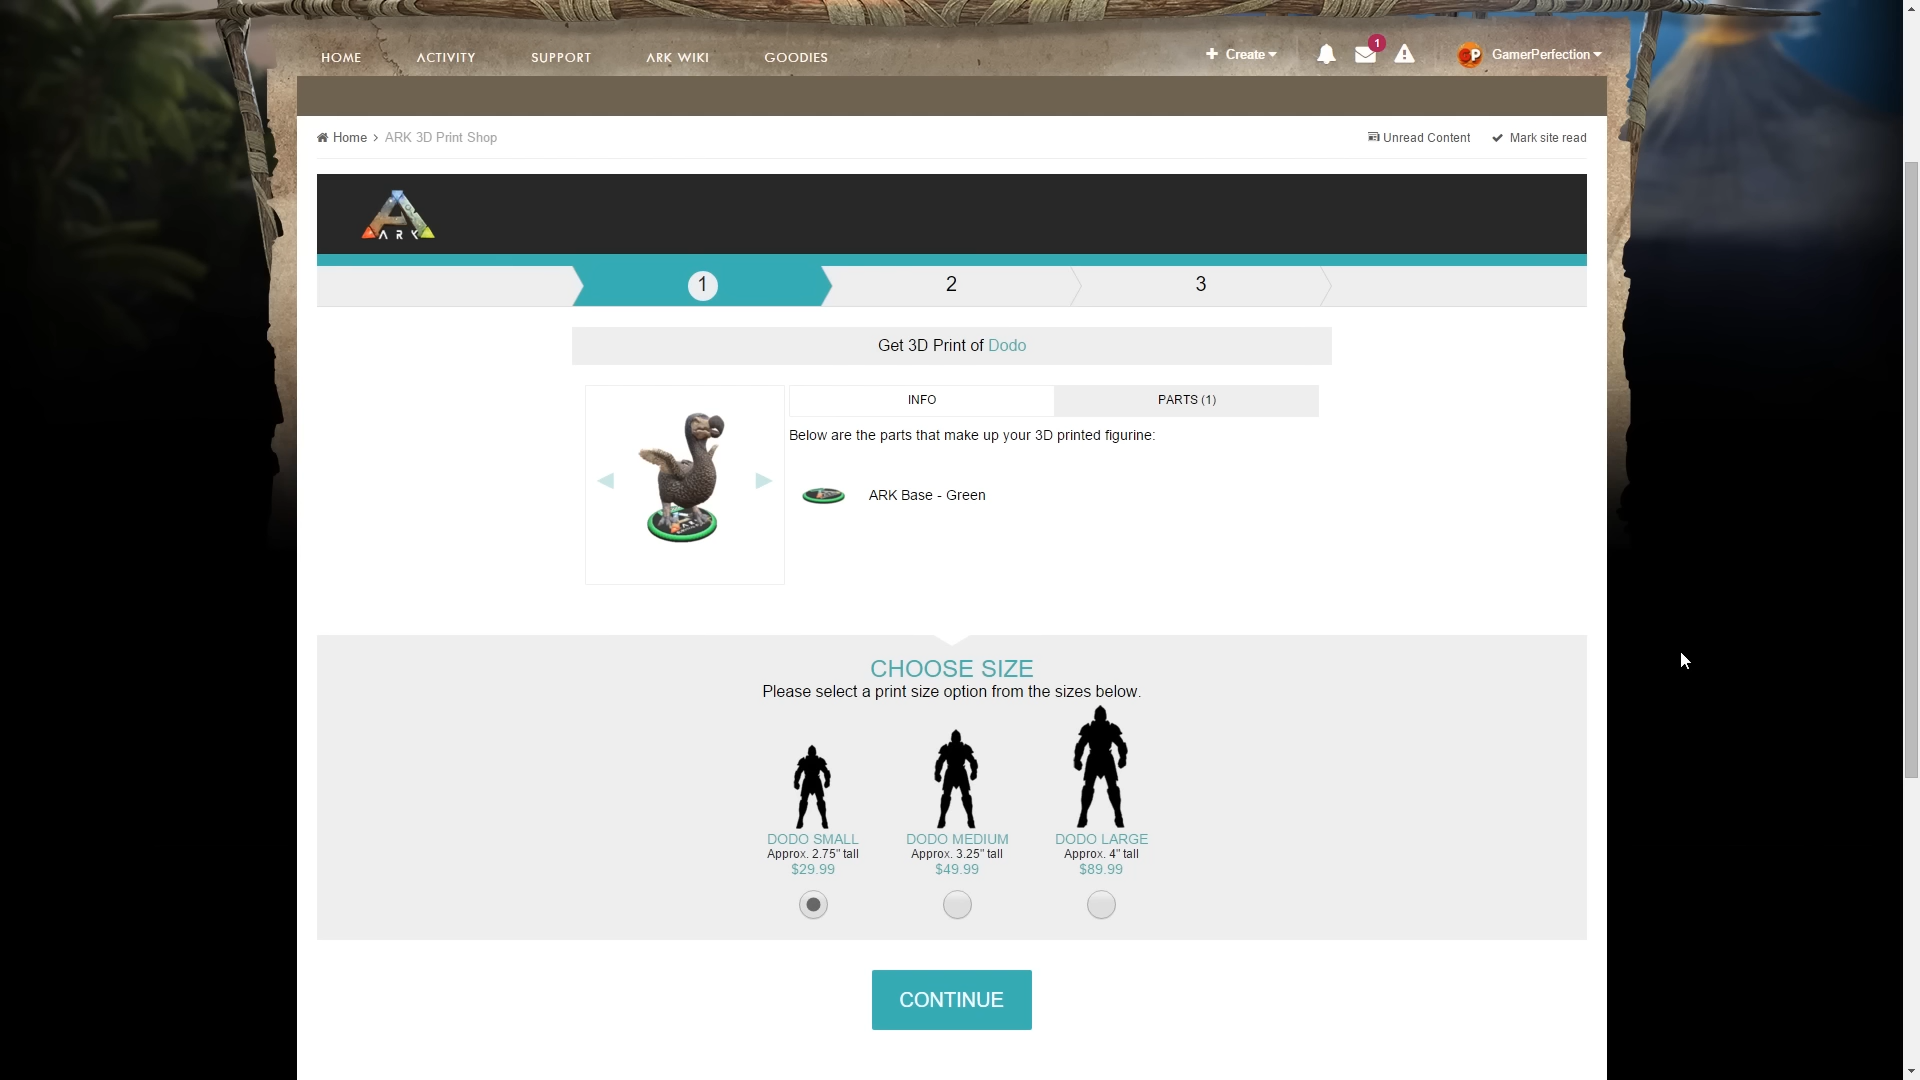 HOME ACTIVITY SUPPORT ARK WIKI GOODIES Create 1 GamerPerfection
Home ARK 3D Print Shop Unread Content Mark site read
ARK
1 2 3
Get 3D Print of Dodo
INFO PARTS (1)
Below are the parts that make up your 3D printed figurine:
ARK Base - Green
CHOOSE SIZE
Please select a print size option from the sizes below.
DODO SMALL DODO MEDIUM DODO LARGE
Approx. 2.75" tall Approx. 3.25" tall Approx. 4" tall
$29.99 $49.99 $89.99
CONTINUE